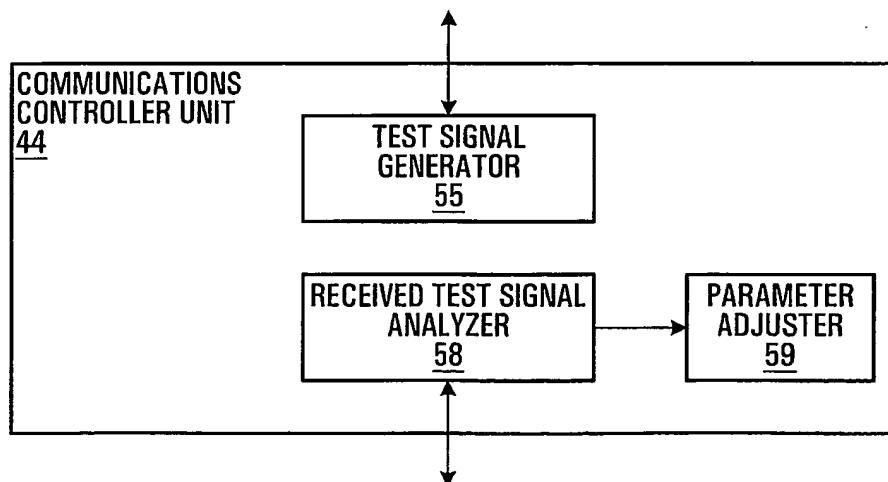 COMMUNICATIONS
CONTROLLER UNIT
44
TEST SIGNAL
GENERATOR
55
RECEIVED TEST SIGNAL
ANALYZER
58
PARAMETER
ADJUSTER
59